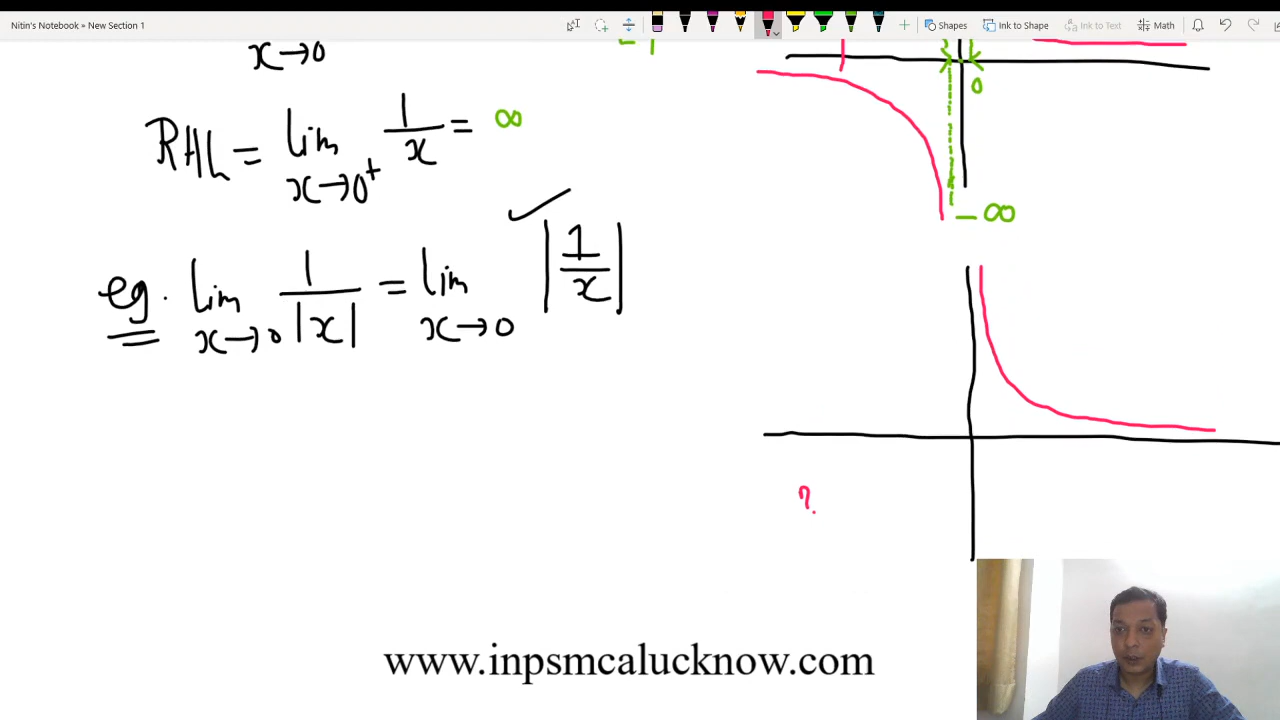 Nitin's Notebook » New Section 1
Shapes Ink to Shape Ink to Text Math
x→0
-1
0
RHL = lim 1/x = ∞
x→0⁺
-∞
eg. lim 1/|x| = lim |1/x|
x→0 x→0
?
www.inpsmcalucknow.com